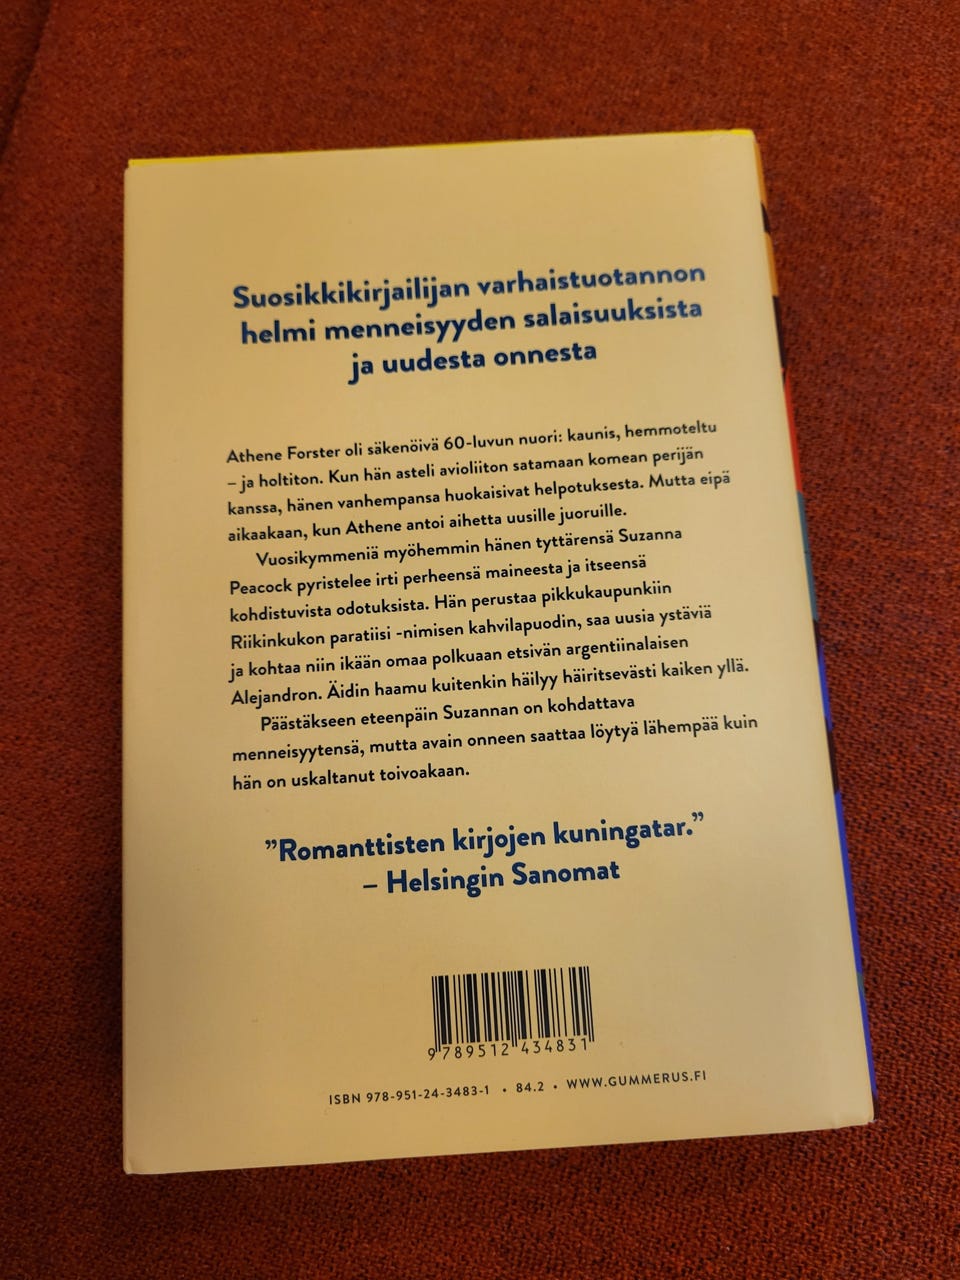 Suosikkikirjailijan varhaistuotannon
helmi menneisyyden salaisuuksista
ja uudesta onnesta
Athene Forster oli säkenöivä 60-luvun nuori: kaunis, hemmoteltu
– ja holtiton. Kun hän asteli avioliiton satamaan komean perijän
kanssa, hänen vanhempansa huokaisivat helpotuksesta. Mutta eipä
aikaakaan, kun Athene antoi aihetta uusille juoruille.
Vuosikymmeniä myöhemmin hänen tyttärensä Suzanna
Peacock pyristelee irti perheensä maineesta ja itseensä
kohdistuvista odotuksista. Hän perustaa pikkukaupunkiin
Riikinkukon paratiisi -nimisen kahvilapuodin, saa uusia ystäviä
ja kohtaa niin ikään omaa polkuaan etsivän argentiinalaisen
Alejandron. Äidin haamu kuitenkin häilyy häiritsevästi kaiken yllä.
Päästäkseen eteenpäin Suzannan on kohdattava
menneisyytensä, mutta avain onneen saattaa löytyä lähempää kuin
hän on uskaltanut toivoakaan.
”Romanttisten kirjojen kuningatar.”
– Helsingin Sanomat
9 789512 434831
ISBN 978-951-24-3483-1 • 84.2 • WWW.GUMMERUS.FI